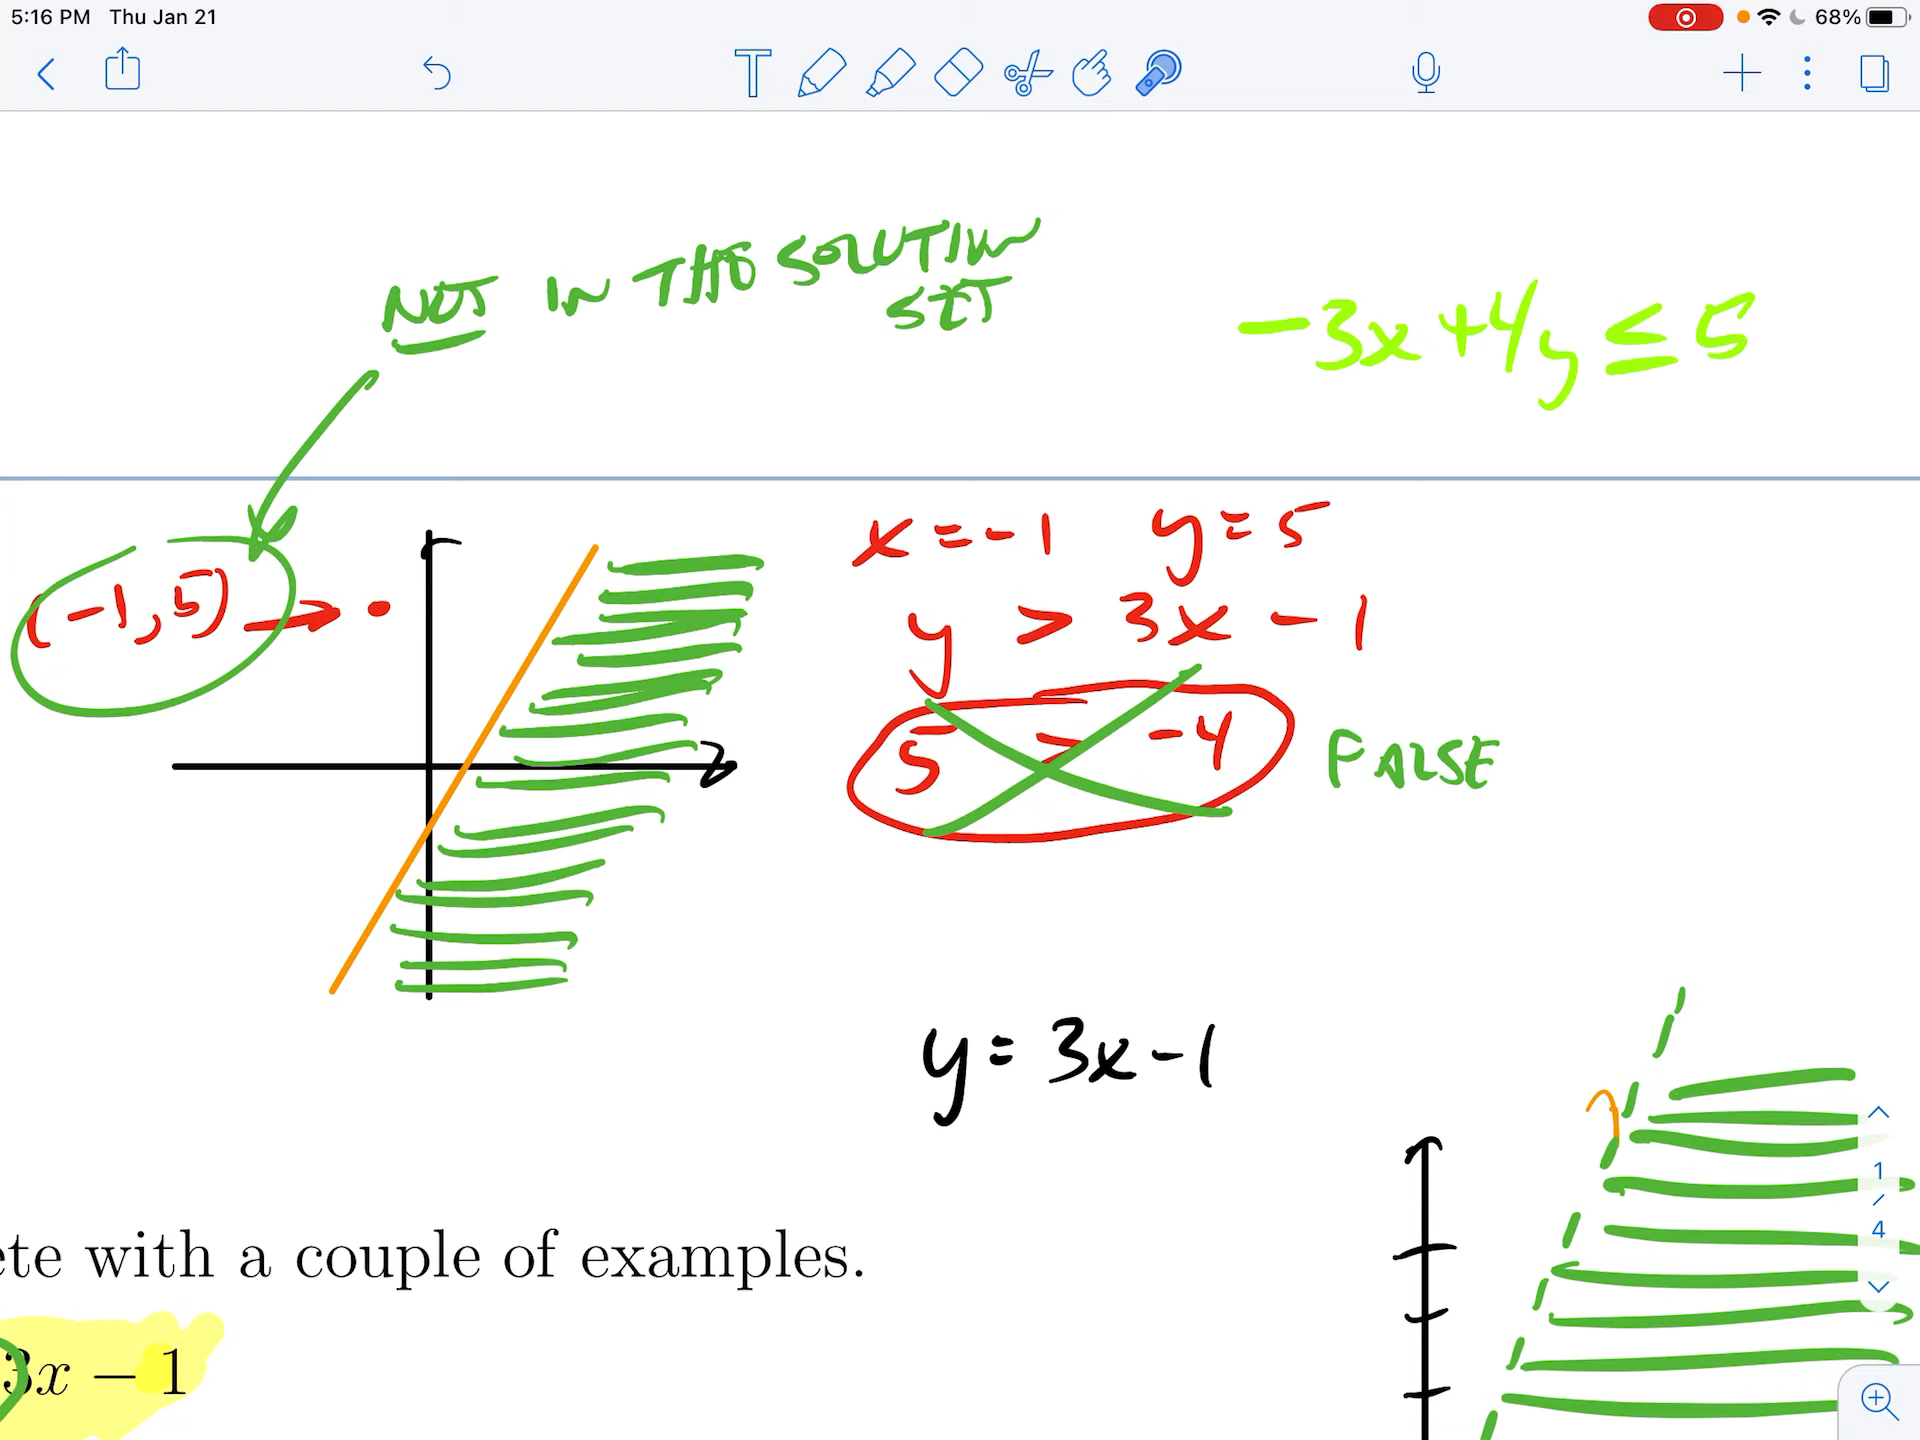 5:16 PM Thu Jan 21
68%
NOT IN THE SOLUTION
SET
-3x+4y ≤ 5
(-1,5)
x=-1 y=5
y > 3x - 1
5 > -4
FALSE
y = 3x-1
ete with a couple of examples.
3x − 1
1
/
4